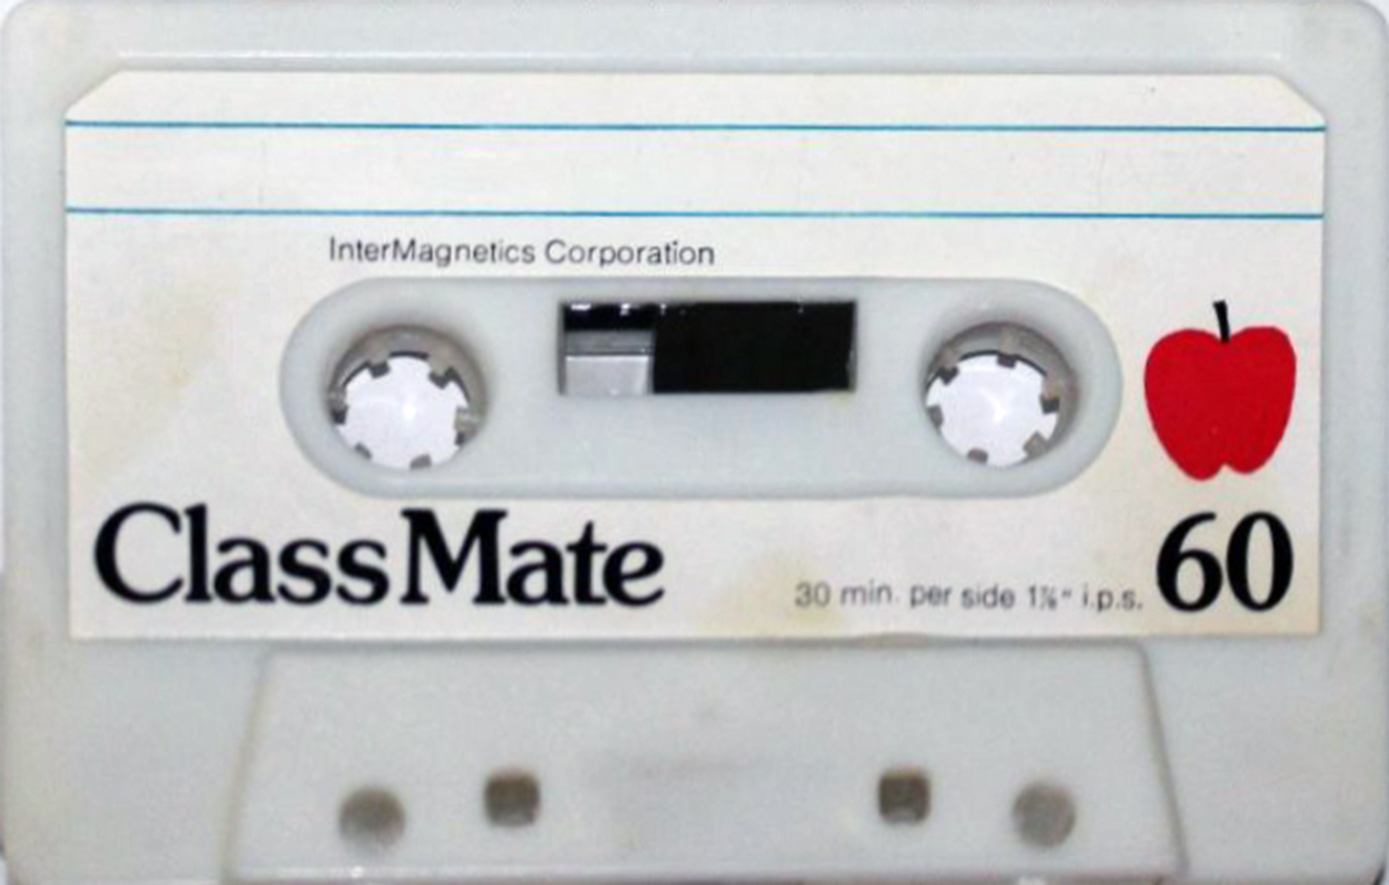 InterMagnetics Corporation
ClassMate
30 min. per side 1⅞" i.p.s.
60